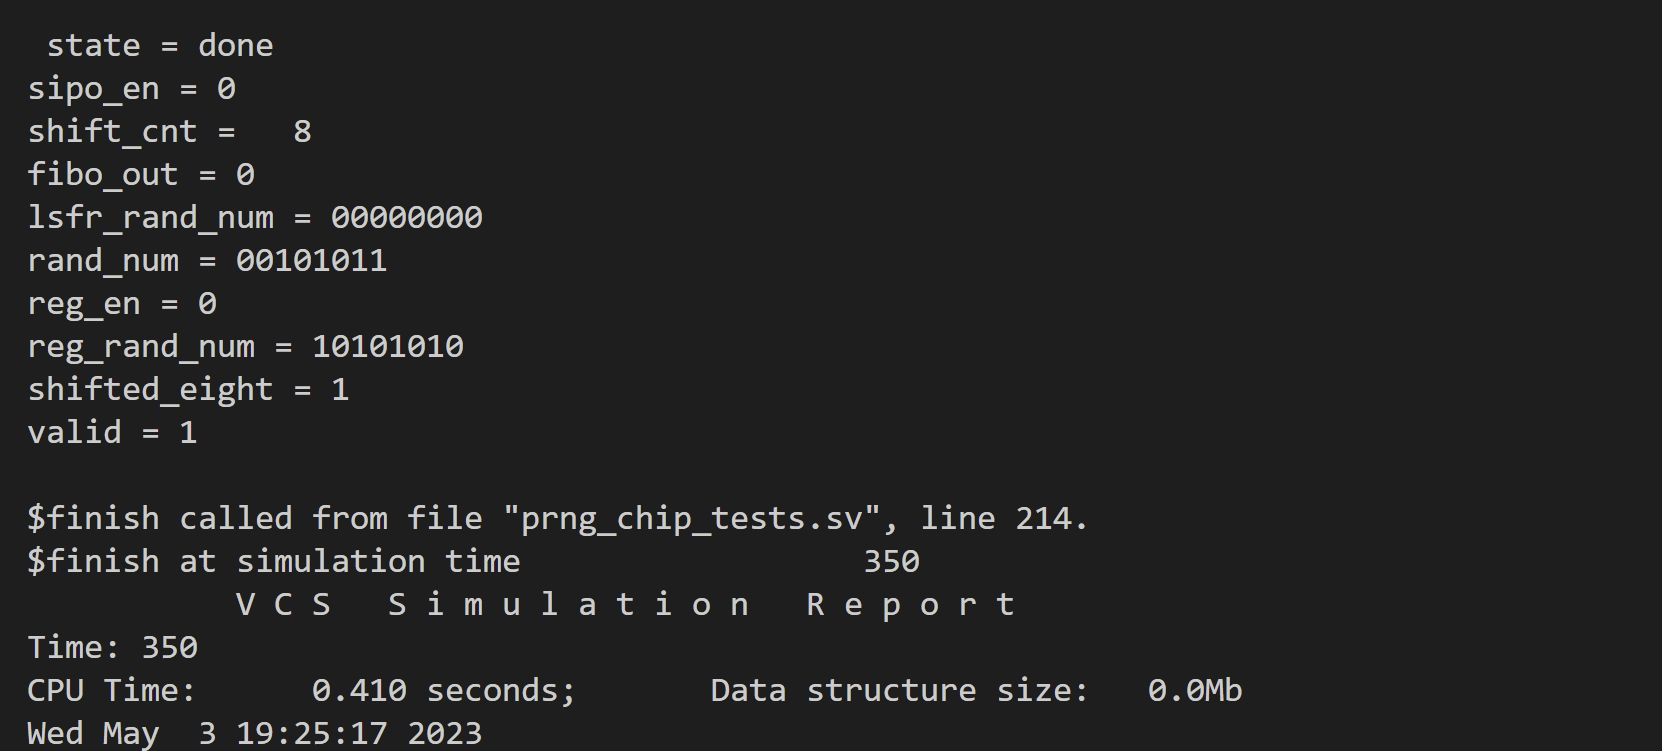 state = done
sipo_en = 0
shift_cnt =   8
fibo_out = 0
lsfr_rand_num = 00000000
rand_num = 00101011
reg_en = 0
reg_rand_num = 10101010
shifted_eight = 1
valid = 1

$finish called from file "prng_chip_tests.sv", line 214.
$finish at simulation time                  350
           V C S   S i m u l a t i o n   R e p o r t
Time: 350
CPU Time:      0.410 seconds;       Data structure size:   0.0Mb
Wed May  3 19:25:17 2023